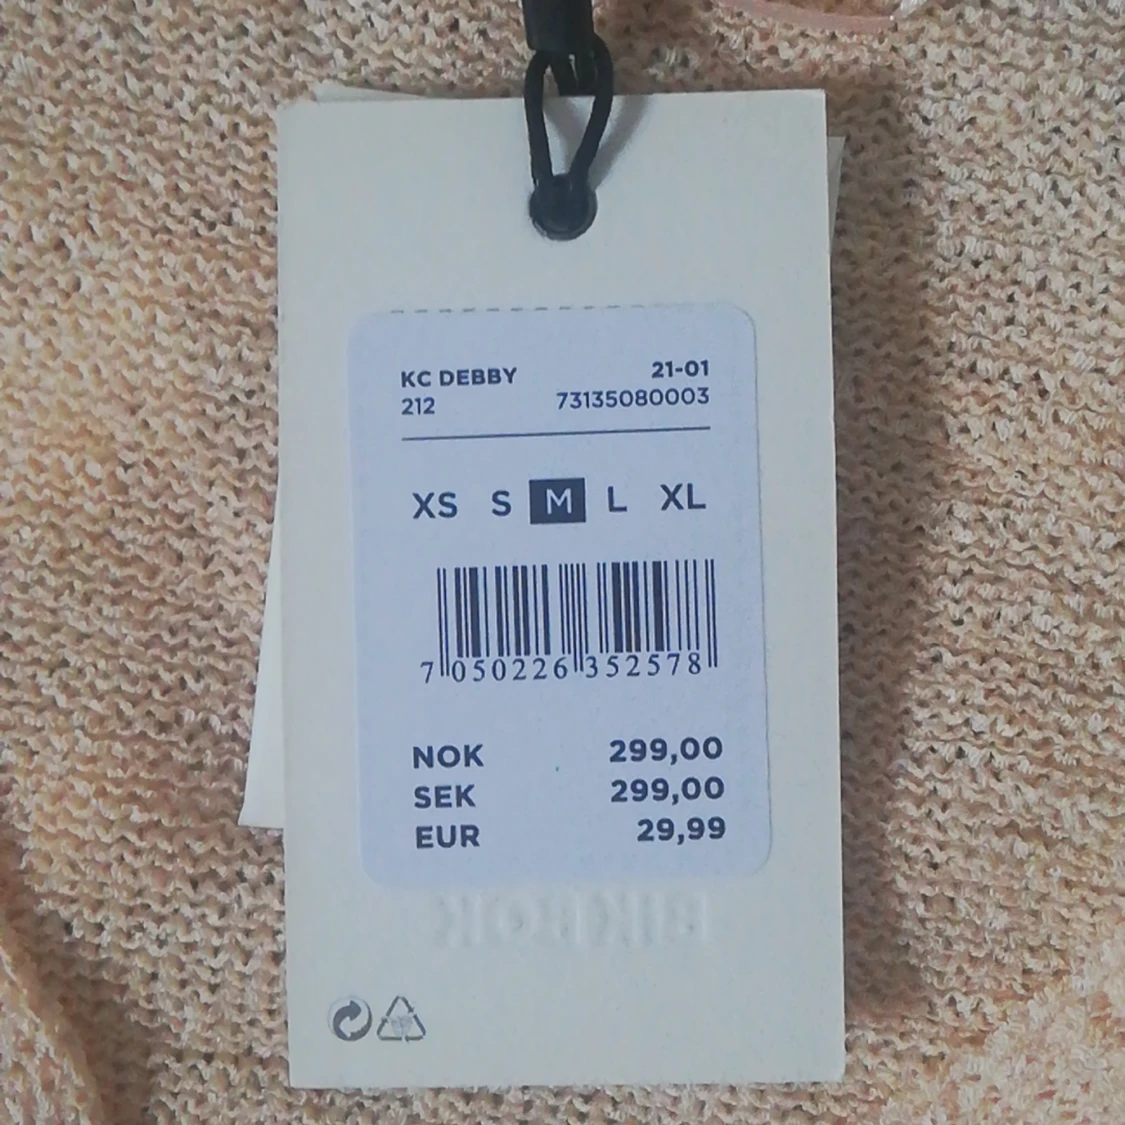 KC DEBBY 21-01
212 73135080003
XS S M L XL
7 050226 352578
NOK 299,00
SEK 299,00
EUR 29,99
BIKBOK